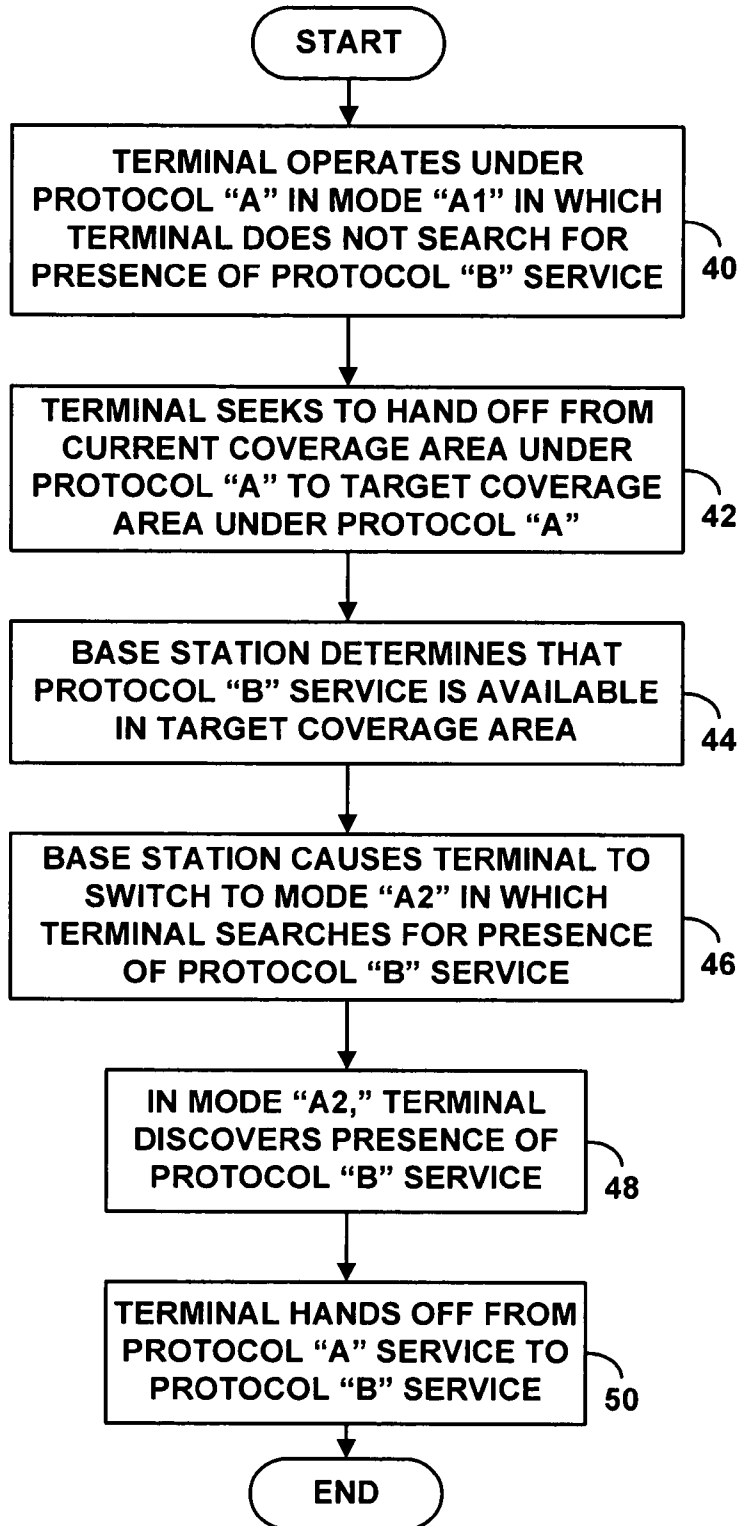 START
TERMINAL OPERATES UNDER
PROTOCOL “A” IN MODE “A1” IN WHICH
TERMINAL DOES NOT SEARCH FOR
PRESENCE OF PROTOCOL “B” SERVICE
40
TERMINAL SEEKS TO HAND OFF FROM
CURRENT COVERAGE AREA UNDER
PROTOCOL “A” TO TARGET COVERAGE
AREA UNDER PROTOCOL “A”
42
BASE STATION DETERMINES THAT
PROTOCOL “B” SERVICE IS AVAILABLE
IN TARGET COVERAGE AREA
44
BASE STATION CAUSES TERMINAL TO
SWITCH TO MODE “A2” IN WHICH
TERMINAL SEARCHES FOR PRESENCE
OF PROTOCOL “B” SERVICE
46
IN MODE “A2,” TERMINAL
DISCOVERS PRESENCE OF
PROTOCOL “B” SERVICE
48
TERMINAL HANDS OFF FROM
PROTOCOL “A” SERVICE TO
PROTOCOL “B” SERVICE
50
END